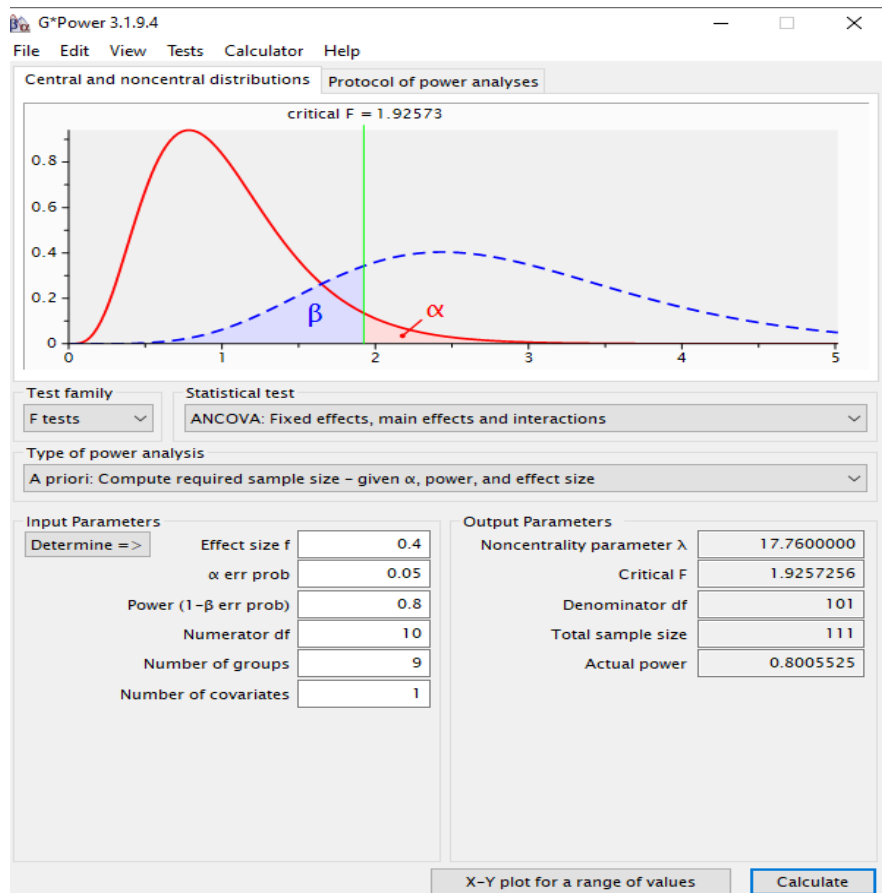 G*Power 3.1.9.4
File Edit View Tests Calculator Help
Central and noncentral distributions Protocol of power analyses
critical F = 1.92573
0.8
0.6
0.4
0.2
0
β
α
0 1 2 3 4 5
Test family Statistical test
F tests ANCOVA: Fixed effects, main effects and interactions
Type of power analysis
A priori: Compute required sample size – given α, power, and effect size
Input Parameters Output Parameters
Determine => Effect size f 0.4 Noncentrality parameter λ 17.7600000
α err prob 0.05 Critical F 1.9257256
Power (1-β err prob) 0.8 Denominator df 101
Numerator df 10 Total sample size 111
Number of groups 9 Actual power 0.8005525
Number of covariates 1
X-Y plot for a range of values Calculate